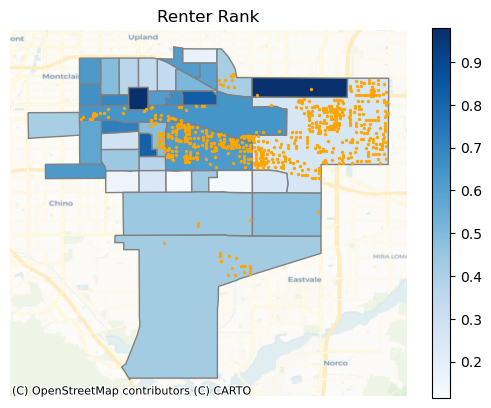 Renter Rank
ont
Upland
Montclair
0.9
0.8
0.7
0.6
Chino
0.5
MIRA LOMA
0.4
Eastvale
0.3
Norco
0.2
(C) OpenStreetMap contributors (C) CARTO